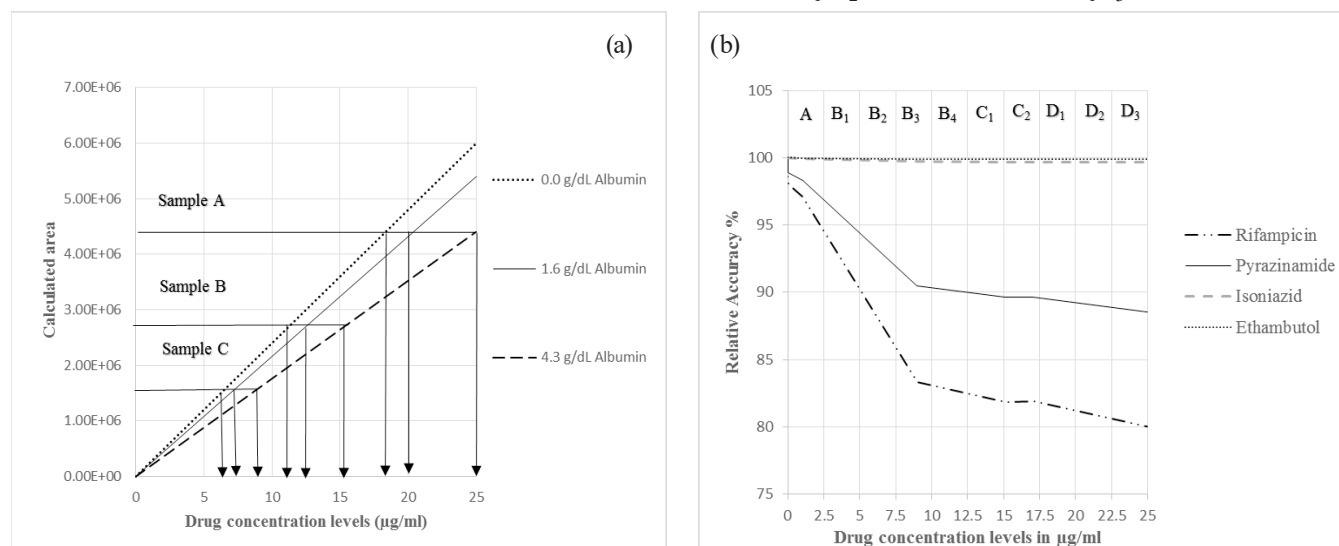 (a)
7.00E+06
6.00E+06
5.00E+06
4.00E+06
3.00E+06
2.00E+06
1.00E+06
0.00E+00
Calculated area
Sample A
Sample B
Sample C
0 5 10 15 20 25
Drug concentration levels (µg/ml)
0.0 g/dL Albumin
1.6 g/dL Albumin
4.3 g/dL Albumin
(b)
105
100
95
90
85
80
75
Relative Accuracy %
A B1 B2 B3 B4 C1 C2 D1 D2 D3
0 2.5 5 7.5 10 12.5 15 17.5 20 22.5 25
Drug concentration levels in µg/ml
Rifampicin
Pyrazinamide
Isoniazid
Ethambutol